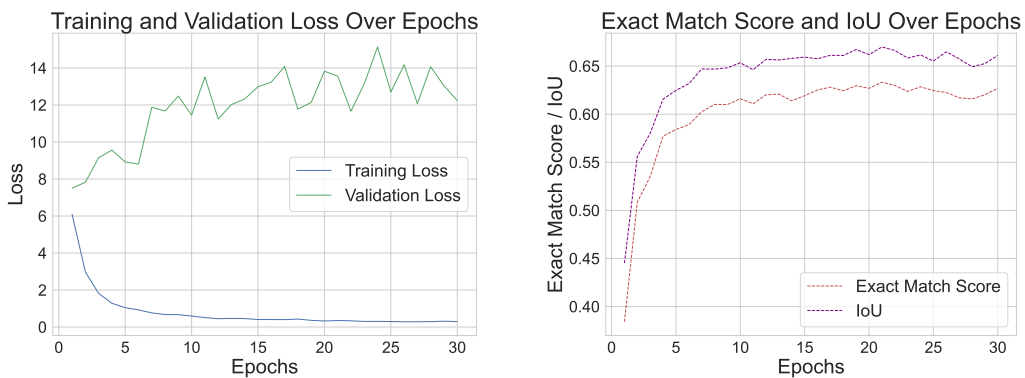 Training and Validation Loss Over Epochs
Loss
14
12
10
8
6
4
2
0
Training Loss
Validation Loss
0 5 10 15 20 25 30
Epochs
Exact Match Score and IoU Over Epochs
Exact Match Score / IoU
0.65
0.60
0.55
0.50
0.45
0.40
Exact Match Score
IoU
0 5 10 15 20 25 30
Epochs